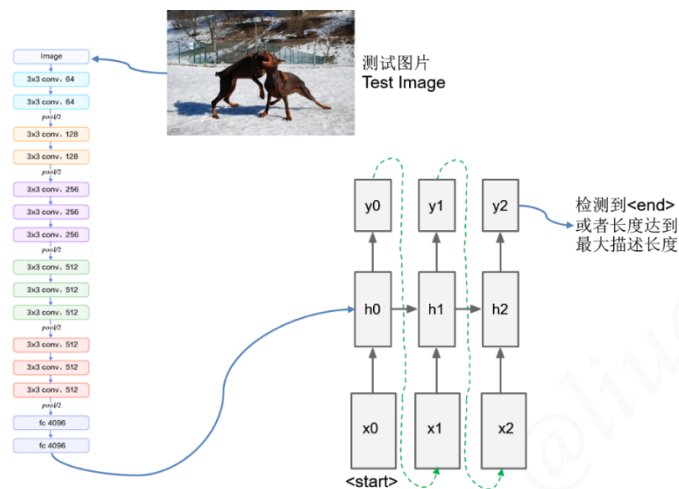 Image
3x3 conv, 64
3x3 conv, 64
pool/2
3x3 conv, 128
3x3 conv, 128
pool/2
3x3 conv, 256
3x3 conv, 256
3x3 conv, 256
pool/2
3x3 conv, 512
3x3 conv, 512
3x3 conv, 512
pool/2
3x3 conv, 512
3x3 conv, 512
3x3 conv, 512
pool/2
fc 4096
fc 4096
测试图片
Test Image
y0 y1 y2
检测到<end>
或者长度达到
最大描述长度
h0 h1 h2
x0 x1 x2
<start>